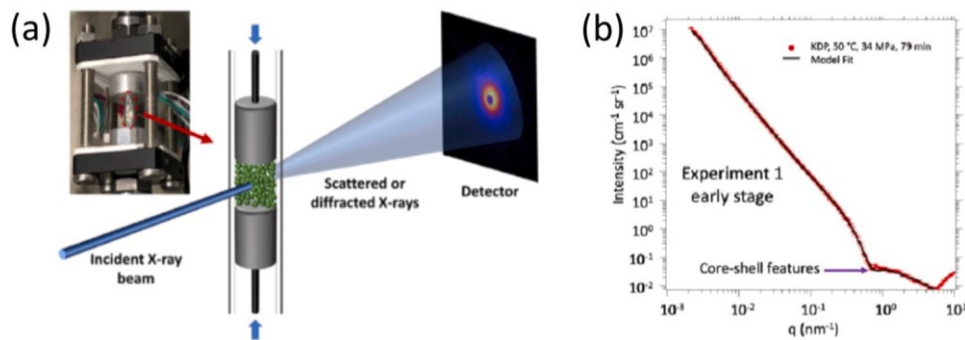 (a)
Incident X-ray
beam
Scattered or
diffracted X-rays
Detector
(b)
KDP, 50 °C, 34 MPa, 79 min
Model Fit
Experiment 1
early stage
Core-shell features
Intensity (cm⁻¹ sr⁻¹)
10⁷
10⁶
10⁵
10⁴
10³
10²
10¹
10⁰
10⁻¹
10⁻²
10⁻³ 10⁻² 10⁻¹ 10⁰ 10¹
q (nm⁻¹)